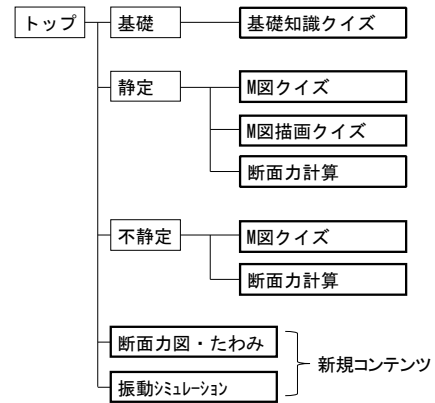 トップ
基礎
基礎知識クイズ
静定
M図クイズ
M図描画クイズ
断面力計算
不静定
M図クイズ
断面力計算
断面力図・たわみ
新規コンテンツ
振動ｼﾐｭﾚｰｼｮﾝ